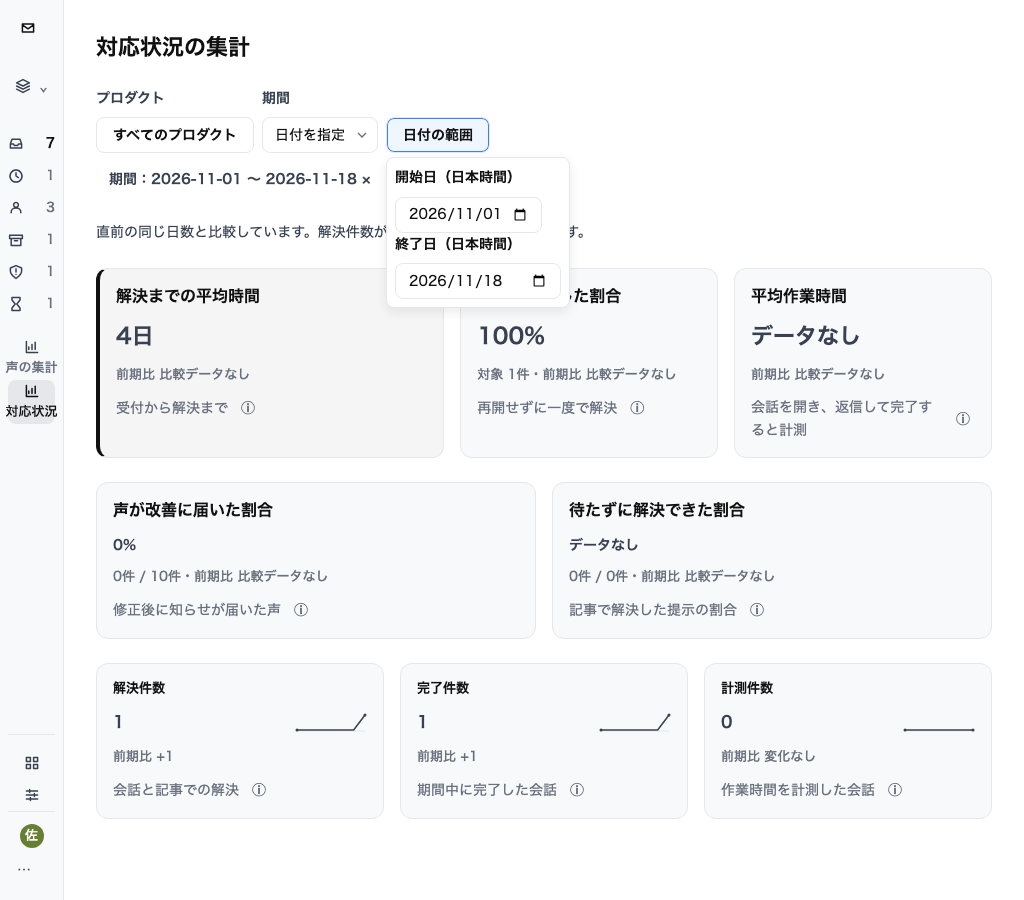 対応状況の集計
プロダクト
期間
すべてのプロダクト
日付を指定
日付の範囲
期間：2026-11-01 〜 2026-11-18 ×
開始日（日本時間）
2026/11/01
終了日（日本時間）
2026/11/18
直前の同じ日数と比較しています。解決件数が
す。
7
1
3
1
1
1
声の集計
対応状況
解決までの平均時間
4日
前期比 比較データなし
受付から解決まで
した割合
100%
対象 1件・前期比 比較データなし
再開せずに一度で解決
平均作業時間
データなし
前期比 比較データなし
会話を開き、返信して完了す
ると計測
声が改善に届いた割合
0%
0件 / 10件・前期比 比較データなし
修正後に知らせが届いた声
待たずに解決できた割合
データなし
0件 / 0件・前期比 比較データなし
記事で解決した提示の割合
解決件数
1
前期比 +1
会話と記事での解決
完了件数
1
前期比 +1
期間中に完了した会話
計測件数
0
前期比 変化なし
作業時間を計測した会話
佐
…